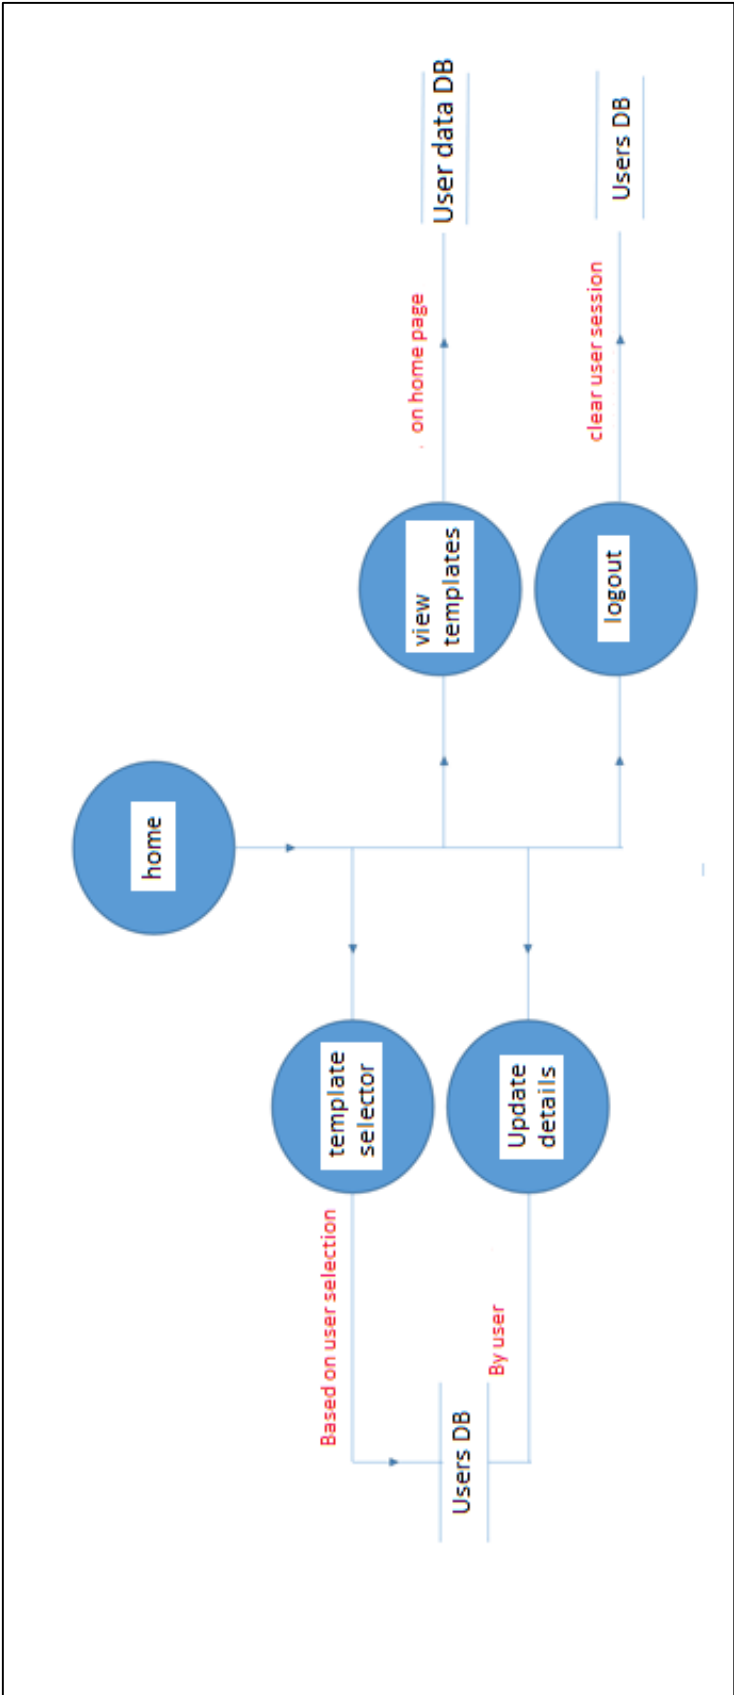 home
template
selector
Based on user selection
Update
details
By user
Users DB
view
templates
. on home page
User data DB
logout
clear user session
Users DB